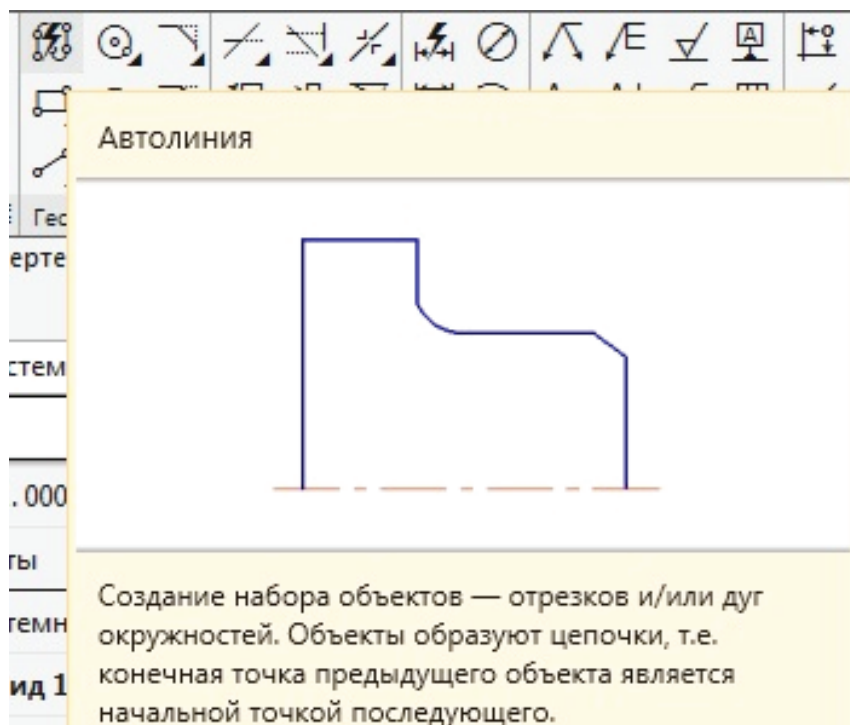 Автолиния
Создание набора объектов — отрезков и/или дуг
окружностей. Объекты образуют цепочки, т.е.
конечная точка предыдущего объекта является
начальной точкой последующего.
Гес
ерте
стем
.000
ты
темн
ид 1